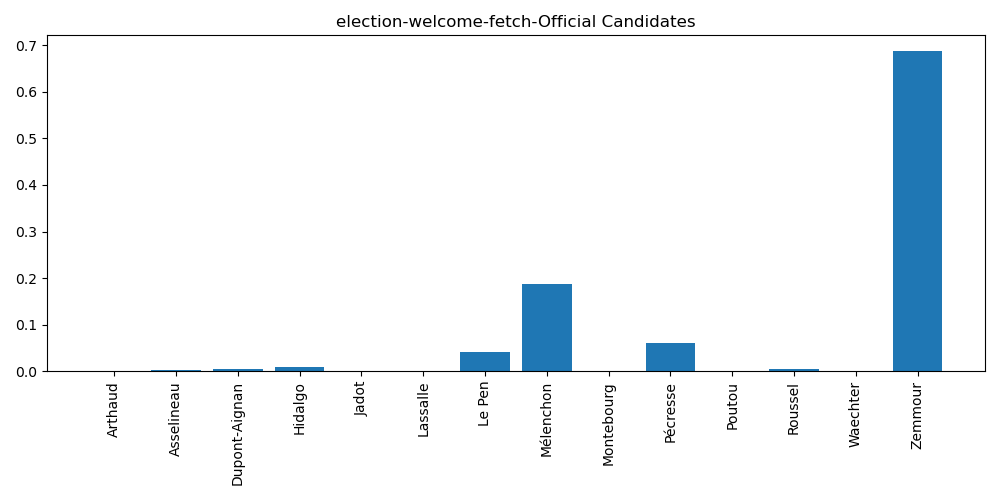 election-welcome-fetch-Official Candidates
0.7
0.6
0.5
0.4
0.3
0.2
0.1
0.0
Arthaud
Asselineau
Dupont-Aignan
Hidalgo
Jadot
Lassalle
Le Pen
Mélenchon
Montebourg
Pécresse
Poutou
Roussel
Waechter
Zemmour